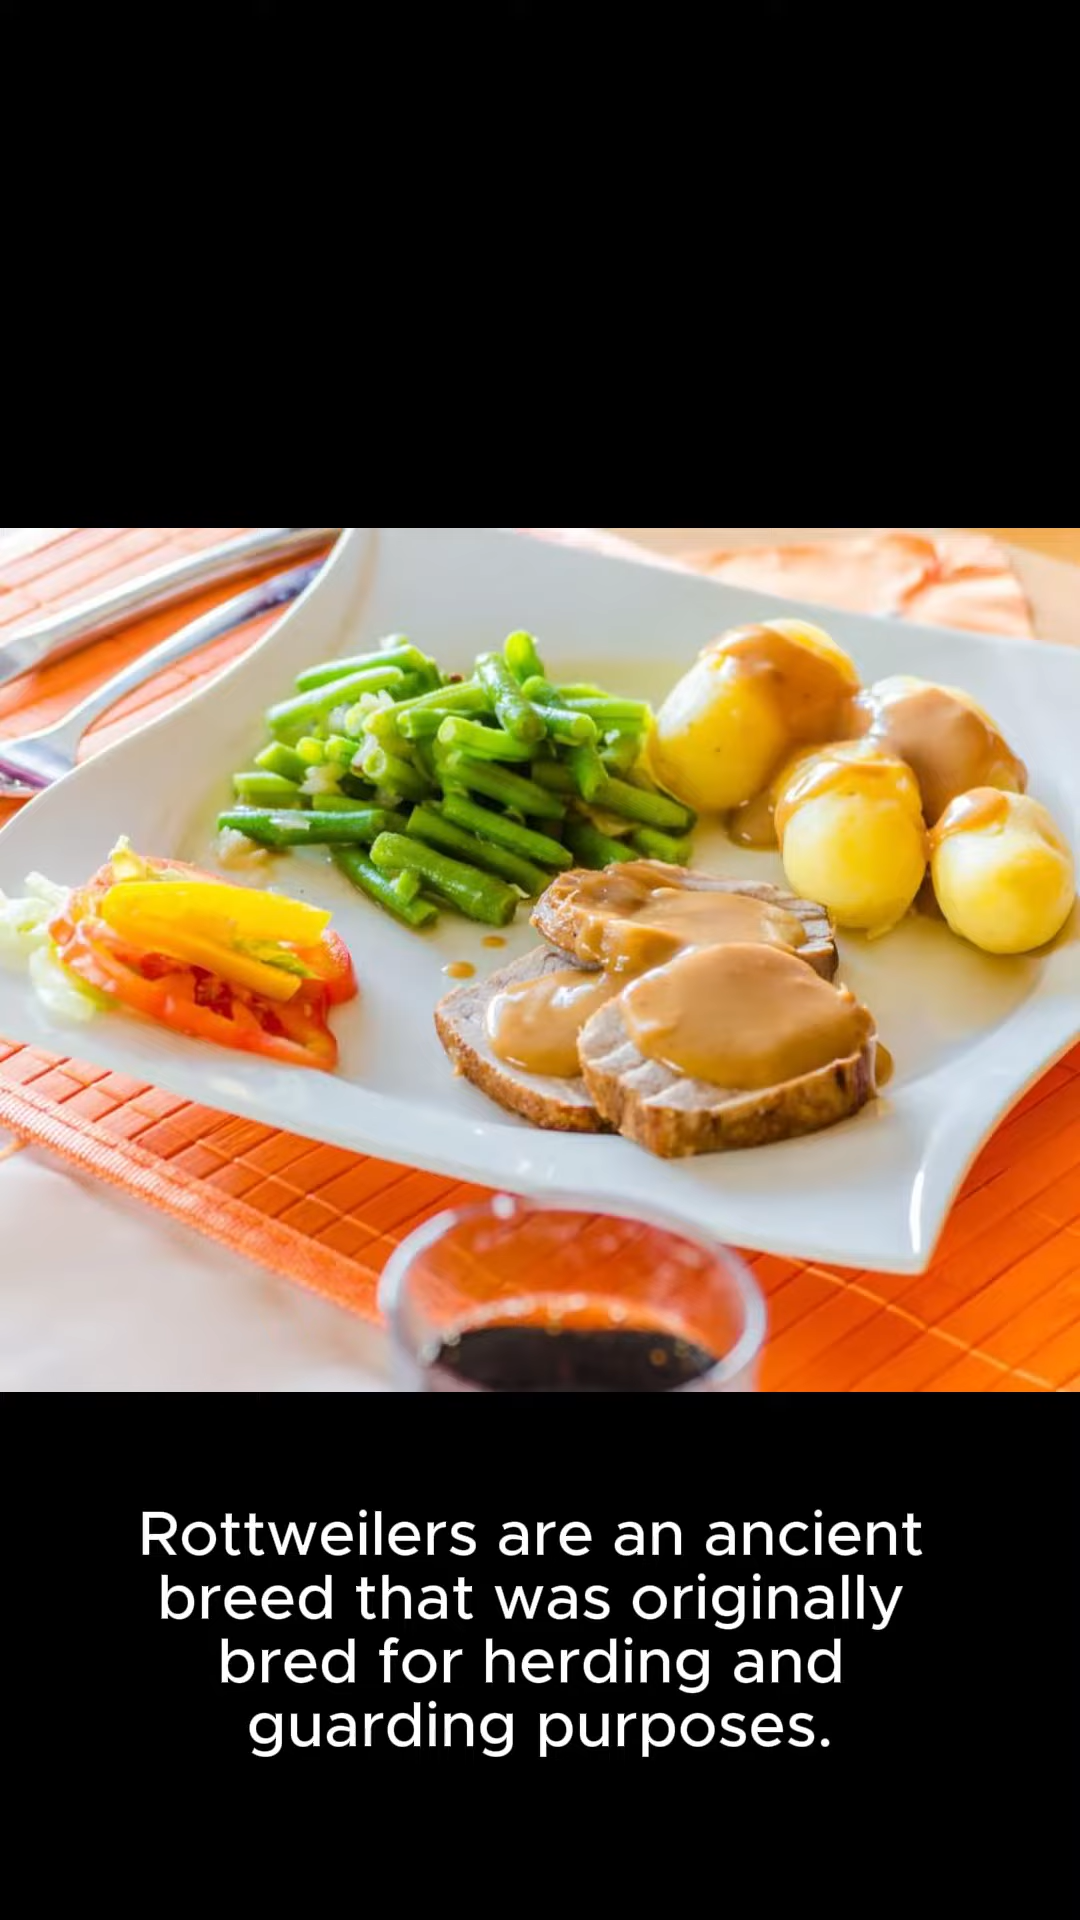 Rottweilers are an ancient
breed that was originally
bred for herding and
guarding purposes.